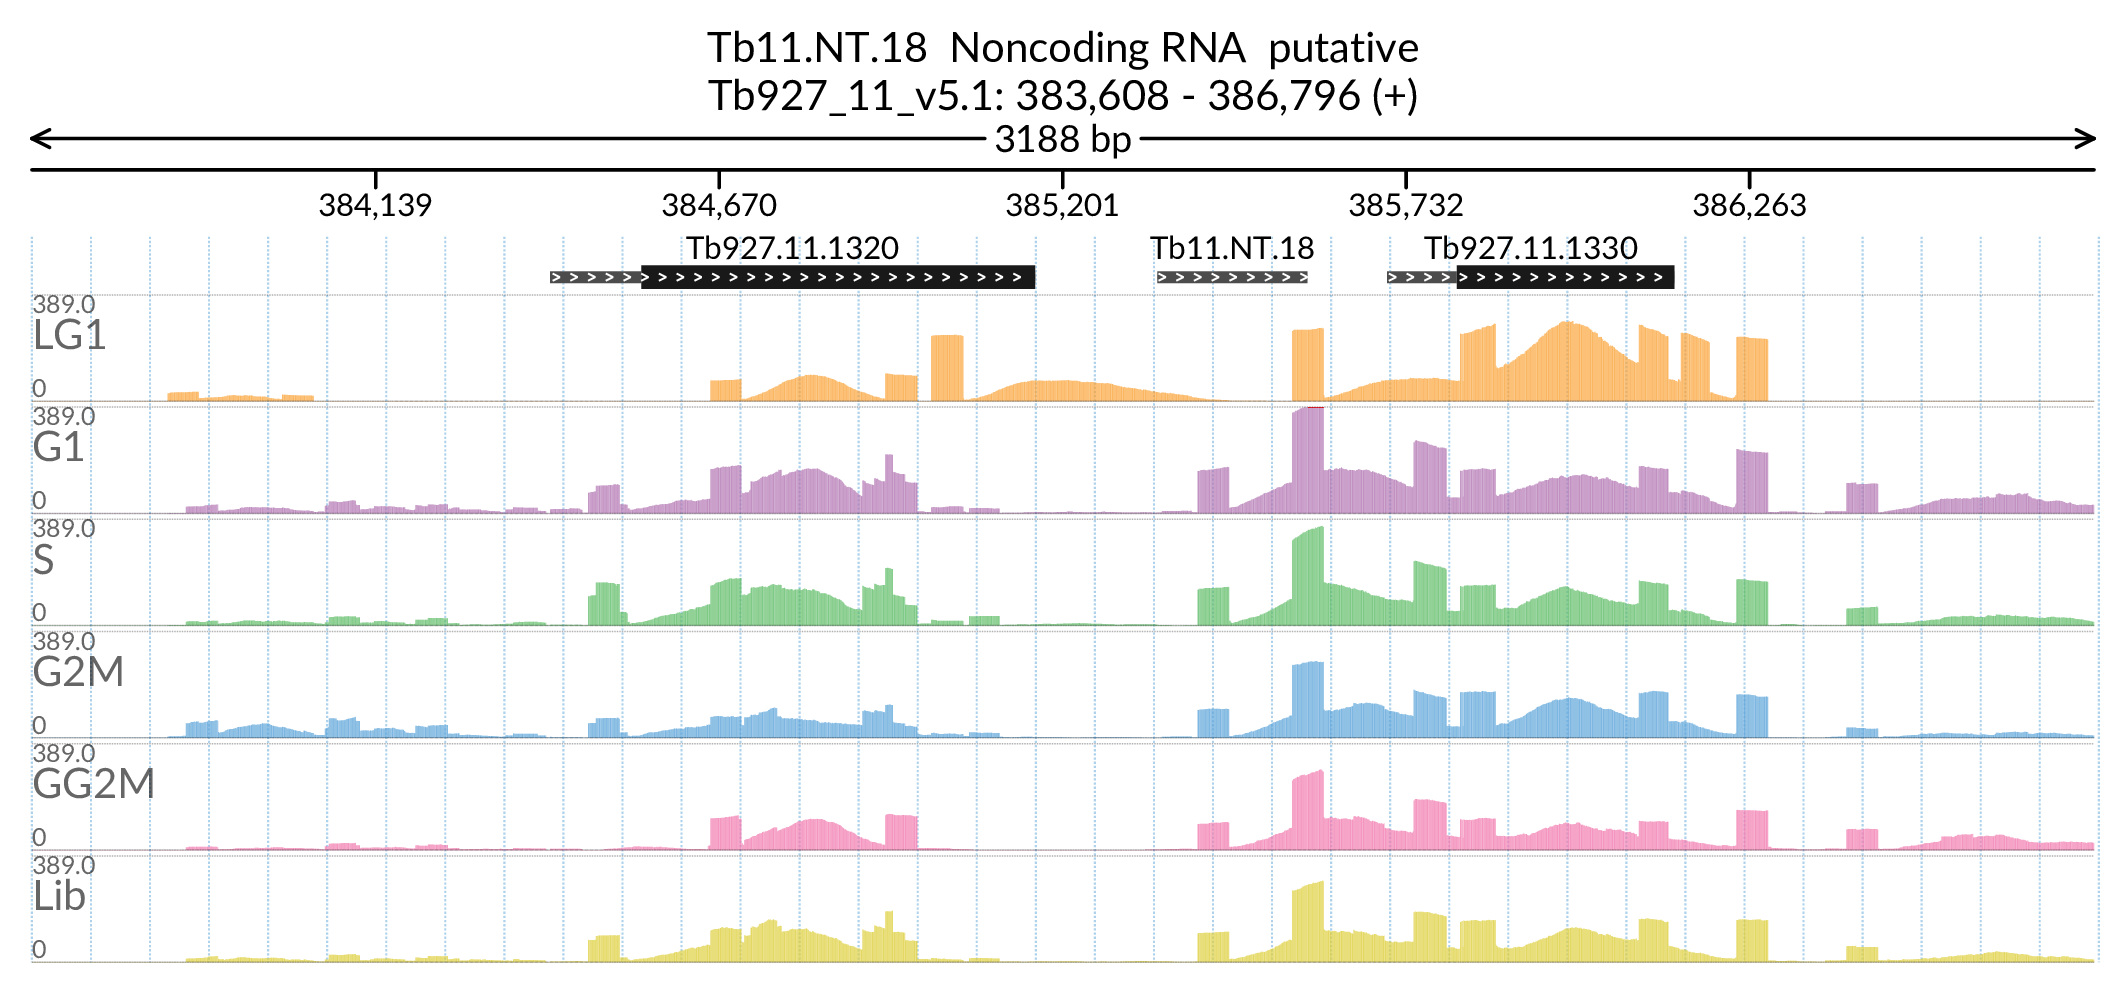 Tb11.NT.18 Noncoding RNA putative
Tb927_11_v5.1: 383,608 - 386,796 (+)
3188 bp
384,139 384,670 385,201 385,732 386,263
Tb927.11.1320 Tb11.NT.18 Tb927.11.1330
389.0
LG1
0
389.0
G1
0
389.0
S
0
389.0
G2M
0
389.0
GG2M
0
389.0
Lib
0